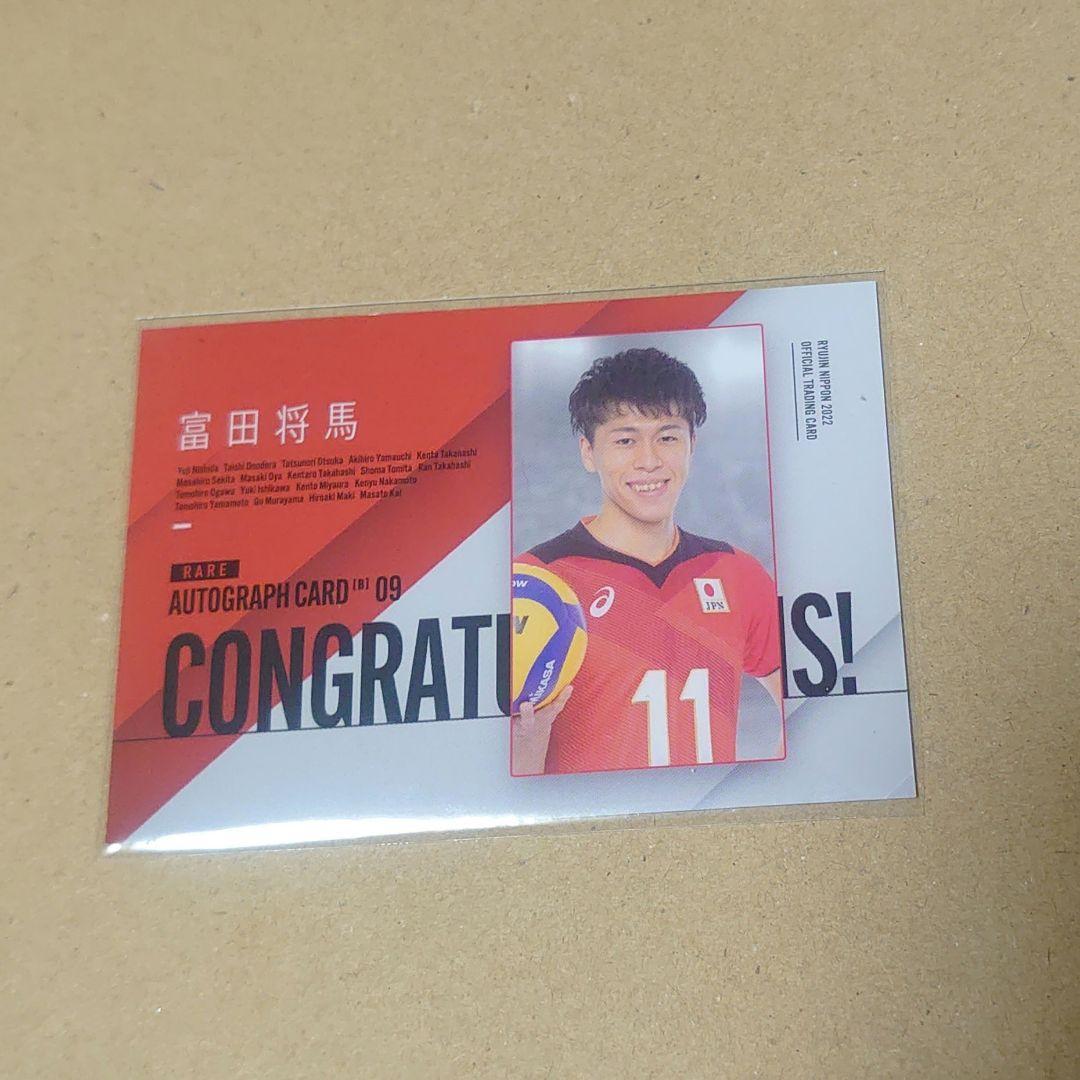 富田将馬
Yuji Nishida Taishi Onodera Tatsunori Otsuka Akihiro Yamauchi Kenta Takanashi
Masahiro Sekita Masaki Oya Kentaro Takahashi Shoma Tomita Ran Takahashi
Tomohiro Ogawa Yuki Ishikawa Kento Miyaura Kenyu Nakamoto
Tomohiro Yamamoto Go Murayama Hiroaki Maki Masato Kai
RARE
AUTOGRAPH CARD [B] 09
CONGRATU NS!
RYUJIN NIPPON 2022
OFFICIAL TRADING CARD
JPN
MIKASA
11